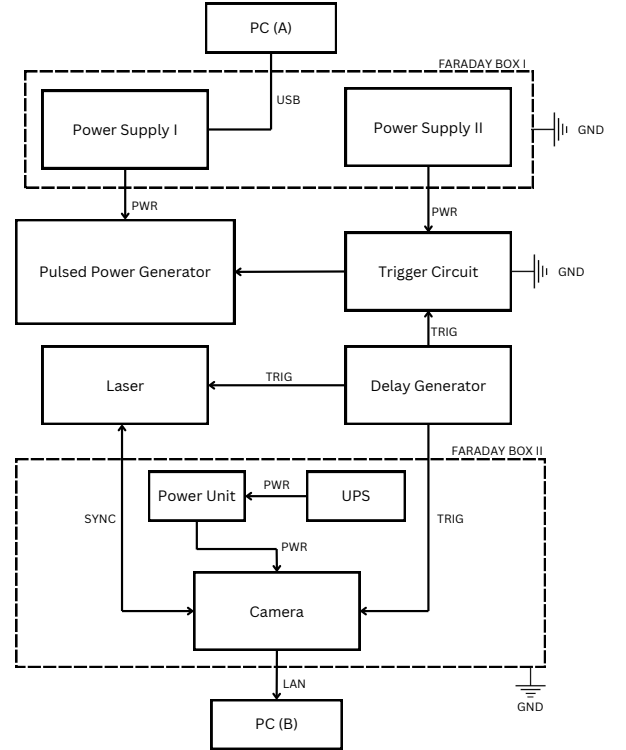 PC (A)
FARADAY BOX I
USB
Power Supply I
Power Supply II
GND
PWR
PWR
Pulsed Power Generator
Trigger Circuit
GND
TRIG
Laser
TRIG
Delay Generator
FARADAY BOX II
Power Unit
PWR
UPS
SYNC
TRIG
PWR
Camera
LAN
GND
PC (B)